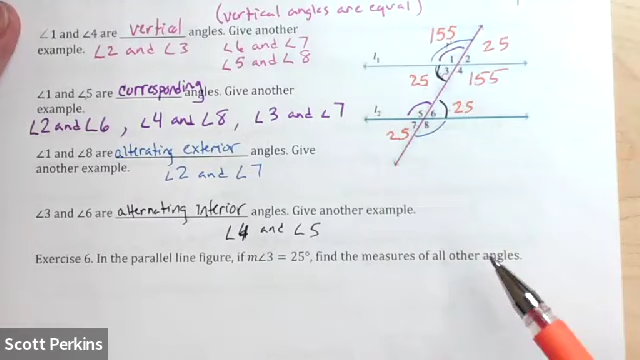 (vertical angles are equal)
∠1 and ∠4 are vertical angles. Give another
example. ∠2 and ∠3 ∠6 and ∠7
∠5 and ∠8
∠1 and ∠5 are corresponding angles. Give another
example.
∠2 and ∠6 , ∠4 and ∠8 , ∠3 and ∠7
∠1 and ∠8 are alterating exterior angles. Give
another example. ∠2 and ∠7
∠3 and ∠6 are alternating interior angles. Give another example.
∠4 and ∠5
Exercise 6. In the parallel line figure, if m∠3 = 25°, find the measures of all other angles.
155
25
l₁
1 2
3 4
25 155
l₂
5 6 25
7 8
25
Scott Perkins